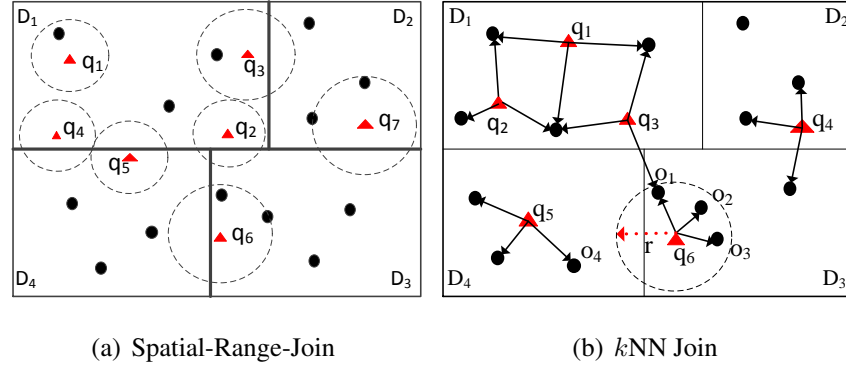 D1
D2
q1
q3
q4
q2
q7
q5
q6
D4
D3
(a) Spatial-Range-Join
D1
q1
D2
q2
q3
q4
o1
o2
q5
r
q6
o3
o4
D4
D3
(b) kNN Join